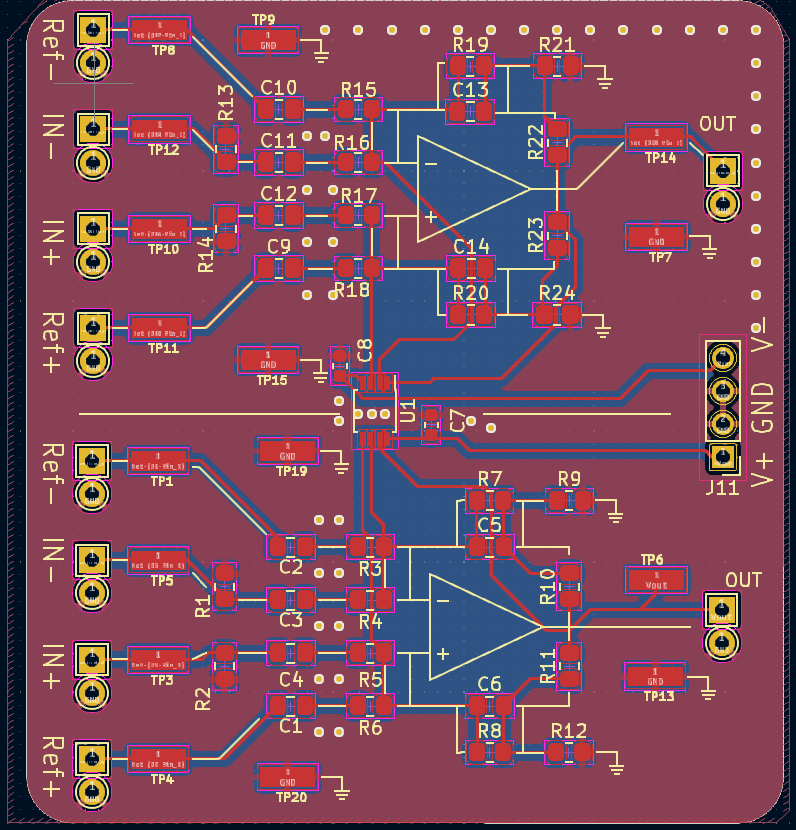 Ref-
TP8
TP9
GND
R19
R21
C10
R15
C13
IN-
TP12
R13
C11
R16
R22
OUT
TP14
C12
R17
IN+
TP10
R14
C9
R18
R23
C14
TP7
GND
R20
R24
Ref+
TP11
TP15
GND
C8
U1
C7
V-
GND
V+
J11
Ref-
TP1
TP19
GND
R7
R9
C5
C2
R3
IN-
TP5
R1
C3
R4
R10
TP6
Vout
OUT
IN+
TP3
R2
C4
R5
R11
C6
TP13
GND
C1
R6
R8
R12
Ref+
TP4
TP20
GND